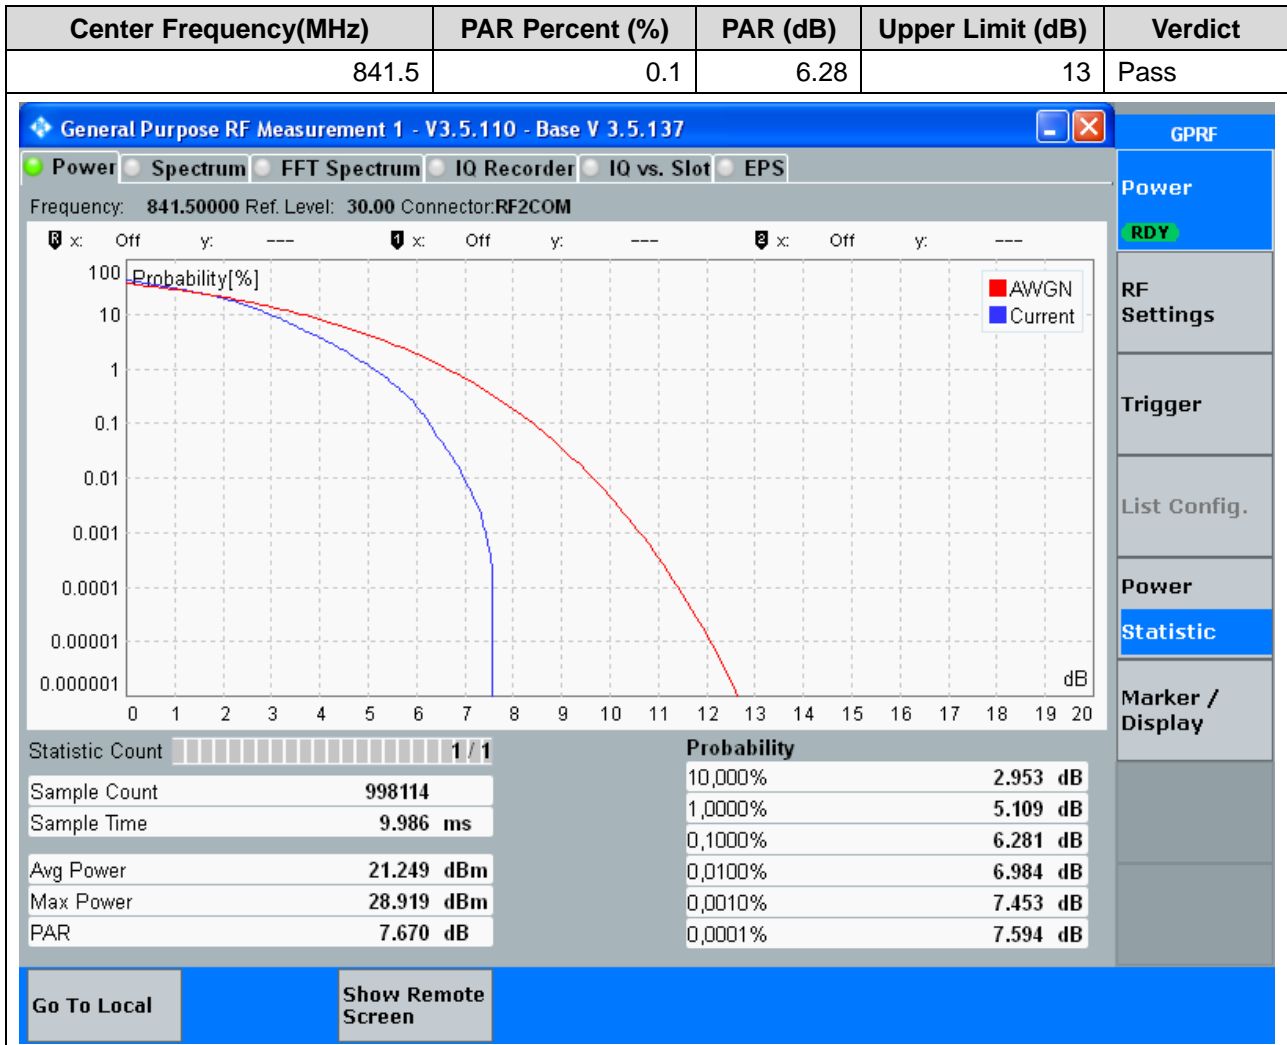 Center Frequency(MHz) PAR Percent (%) PAR (dB) Upper Limit (dB) Verdict
841.5 0.1 6.28 13 Pass
General Purpose RF Measurement 1 - V3.5.110 - Base V 3.5.137
GPRF
Power Spectrum FFT Spectrum IQ Recorder IQ vs. Slot EPS
Power
RDY
Frequency: 841.50000 Ref. Level: 30.00 Connector:RF2COM
R x: Off y: --- 1 x: Off y: --- 2 x: Off y: ---
Probability[%]
AWGN
Current
100
10
1
0.1
0.01
0.001
0.0001
0.00001
0.000001
dB
0 1 2 3 4 5 6 7 8 9 10 11 12 13 14 15 16 17 18 19 20
RF
Settings
Trigger
List Config.
Power
Statistic
Marker /
Display
Statistic Count 1 / 1
Sample Count 998114
Sample Time 9.986 ms
Avg Power 21.249 dBm
Max Power 28.919 dBm
PAR 7.670 dB
Probability
10,000% 2.953 dB
1,0000% 5.109 dB
0,1000% 6.281 dB
0,0100% 6.984 dB
0,0010% 7.453 dB
0,0001% 7.594 dB
Go To Local
Show Remote
Screen